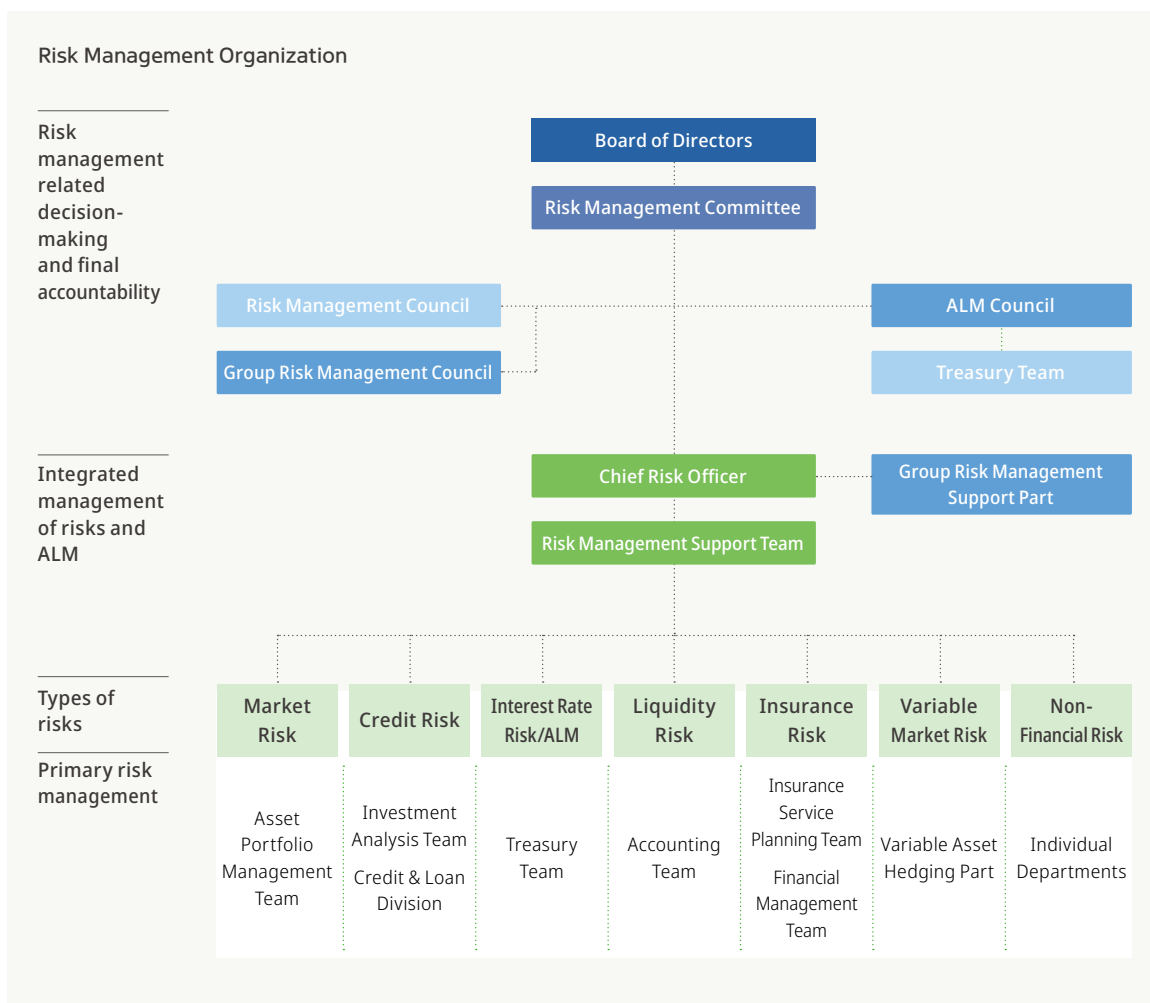 Risk Management Organization
Risk
management
related
decision-
making
and final
accountability
Board of Directors
Risk Management Committee
Risk Management Council
ALM Council
Group Risk Management Council
Treasury Team
Integrated
management
of risks and
ALM
Chief Risk Officer
Group Risk Management
Support Part
Risk Management Support Team
Types of
risks
Market
Risk
Credit Risk
Interest Rate
Risk/ALM
Liquidity
Risk
Insurance
Risk
Variable
Market Risk
Non-
Financial Risk
Primary risk
management
Asset
Portfolio
Management
Team
Investment
Analysis Team
Credit & Loan
Division
Treasury
Team
Accounting
Team
Insurance
Service
Planning Team
Financial
Management
Team
Variable Asset
Hedging Part
Individual
Departments